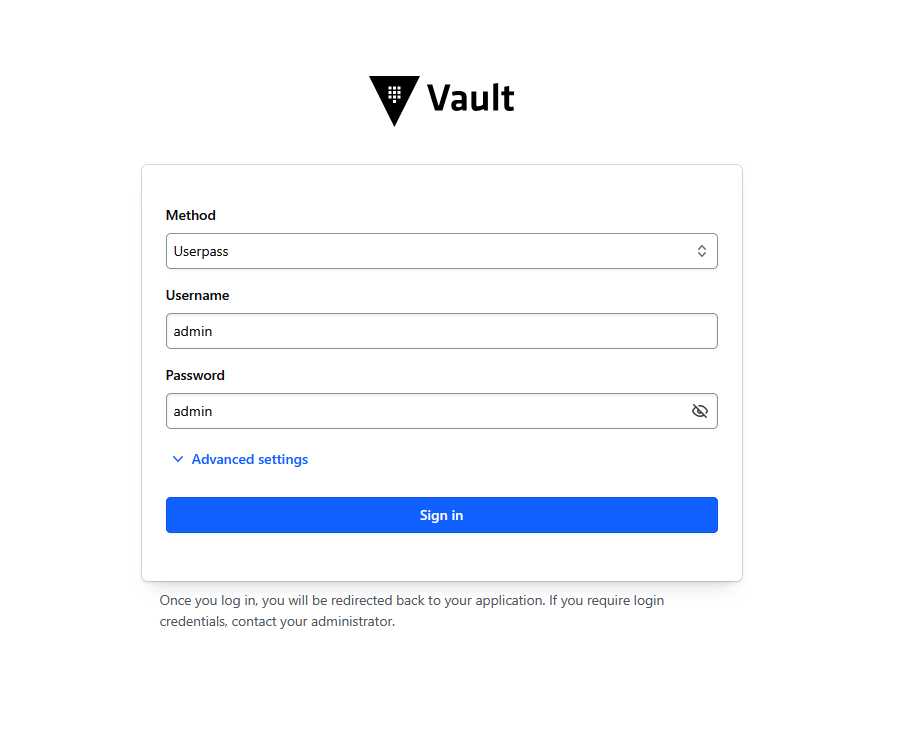 Vault
Method
Userpass
Username
admin
Password
admin
Advanced settings
Sign in
Once you log in, you will be redirected back to your application. If you require login
credentials, contact your administrator.